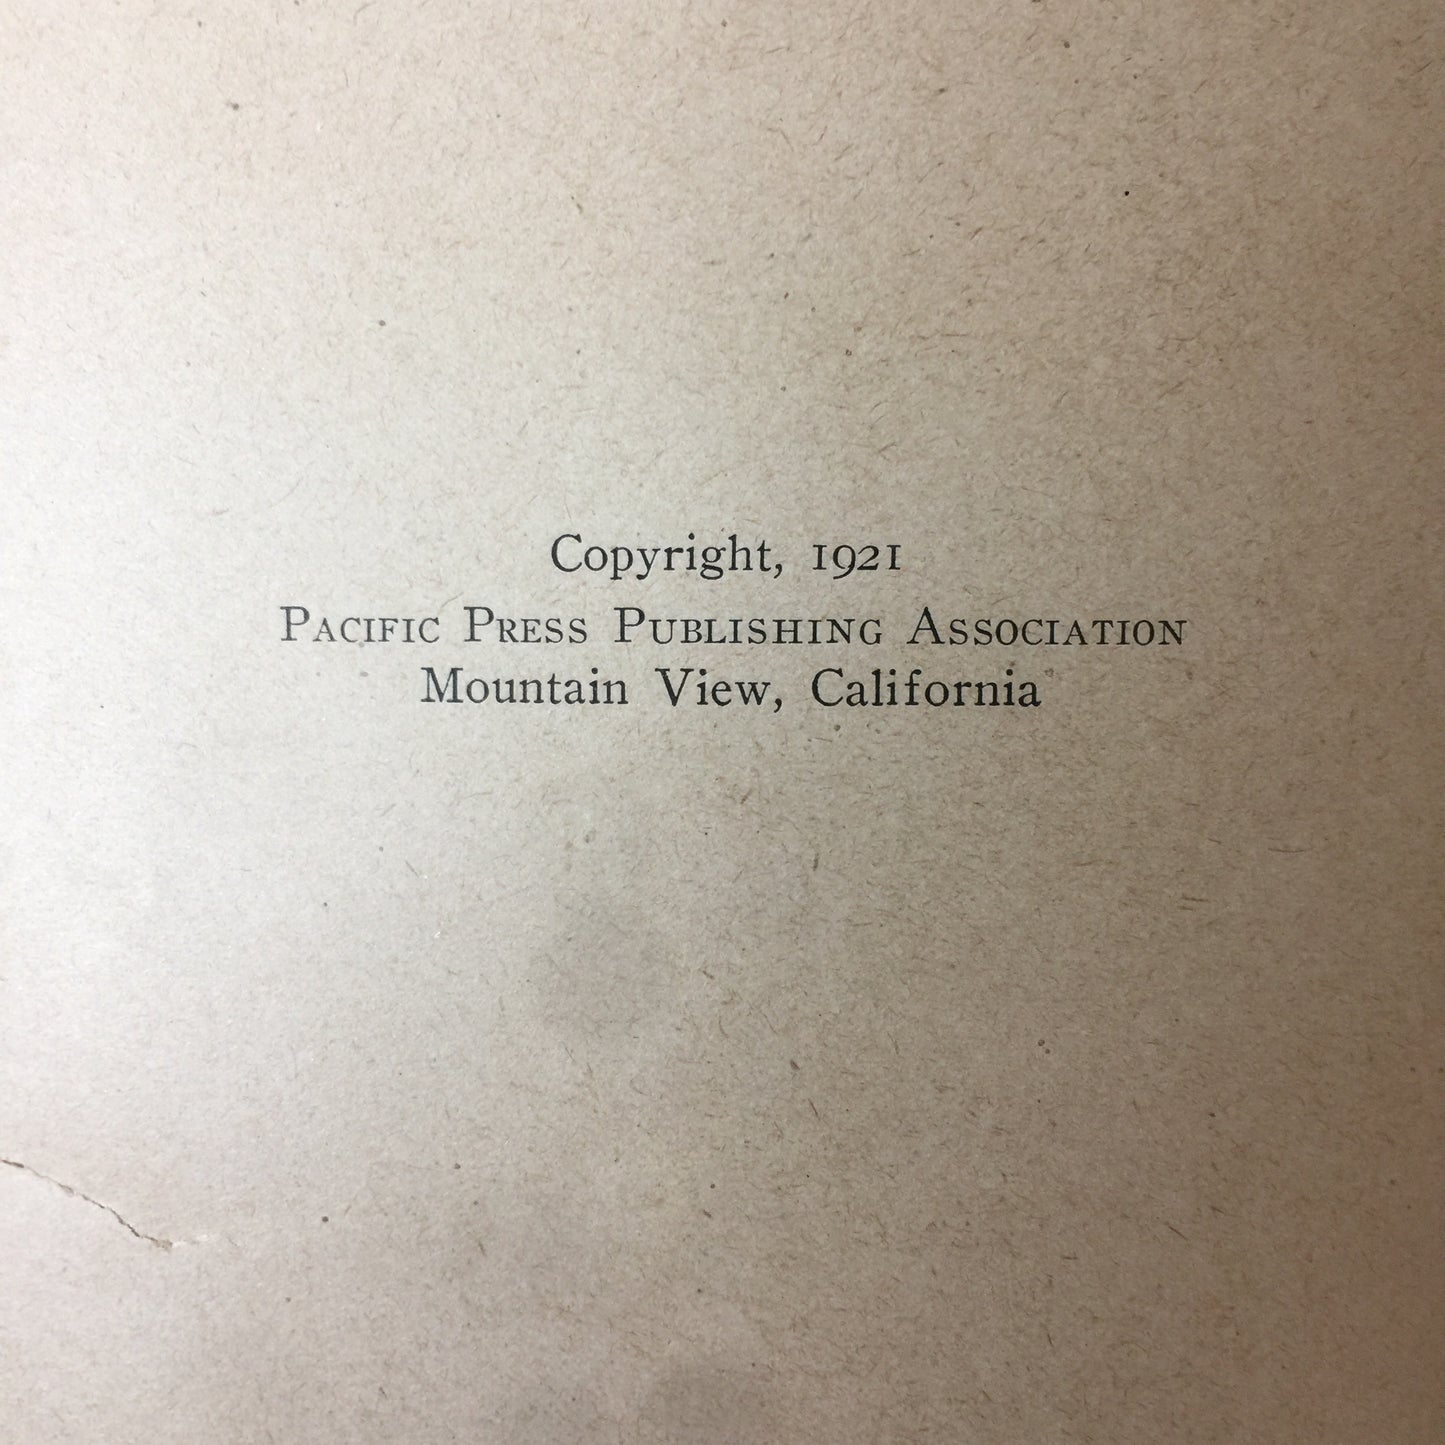 Copyright, 1921
Pacific Press Publishing Association
Mountain View, California